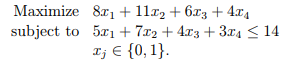 Maximize 8x₁ + 11x₂ + 6x₃ + 4x₄
subject to 5x₁ + 7x₂ + 4x₃ + 3x₄ ≤ 14
xⱼ ∈ {0, 1}.